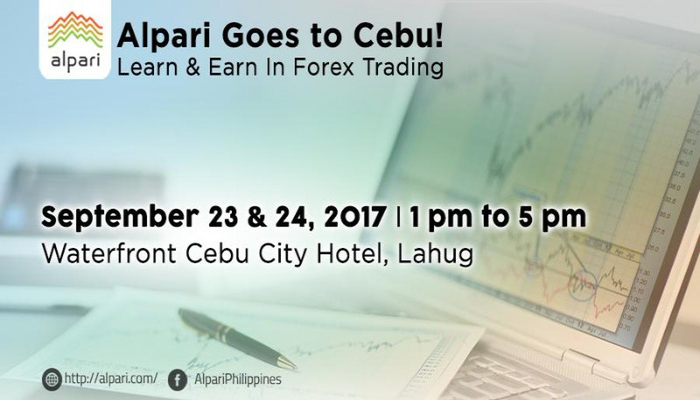 alpari
Alpari Goes to Cebu!
Learn & Earn In Forex Trading
September 23 & 24, 2017 | 1 pm to 5 pm
Waterfront Cebu City Hotel, Lahug
http://alpari.com/
AlpariPhilippines